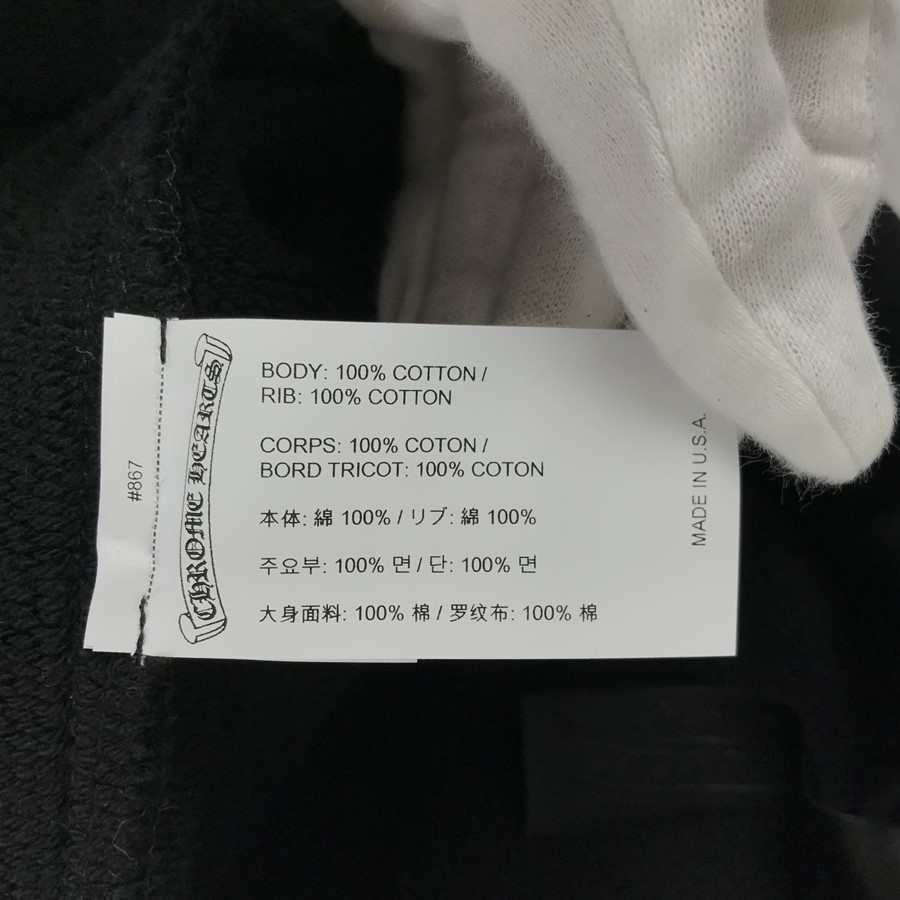 #867
CHROME HEARTS
BODY: 100% COTTON /
RIB: 100% COTTON
CORPS: 100% COTON /
BORD TRICOT: 100% COTON
本体: 綿 100% / リブ: 綿 100%
주요부: 100% 면 / 단: 100% 면
大身面料: 100% 棉 / 罗纹布: 100% 棉
MADE IN U.S.A.